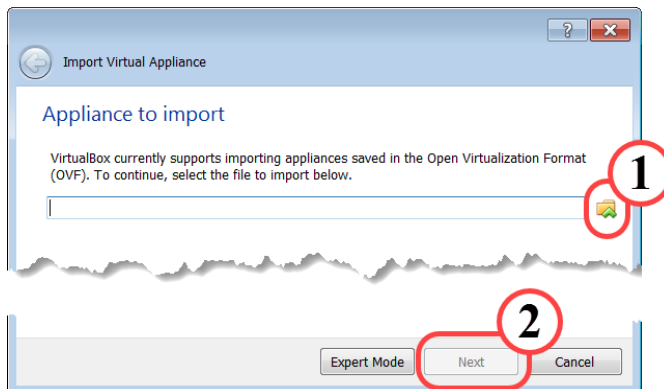 ?
Import Virtual Appliance
Appliance to import
VirtualBox currently supports importing appliances saved in the Open Virtualization Format
(OVF). To continue, select the file to import below.
1
2
Expert Mode Next Cancel